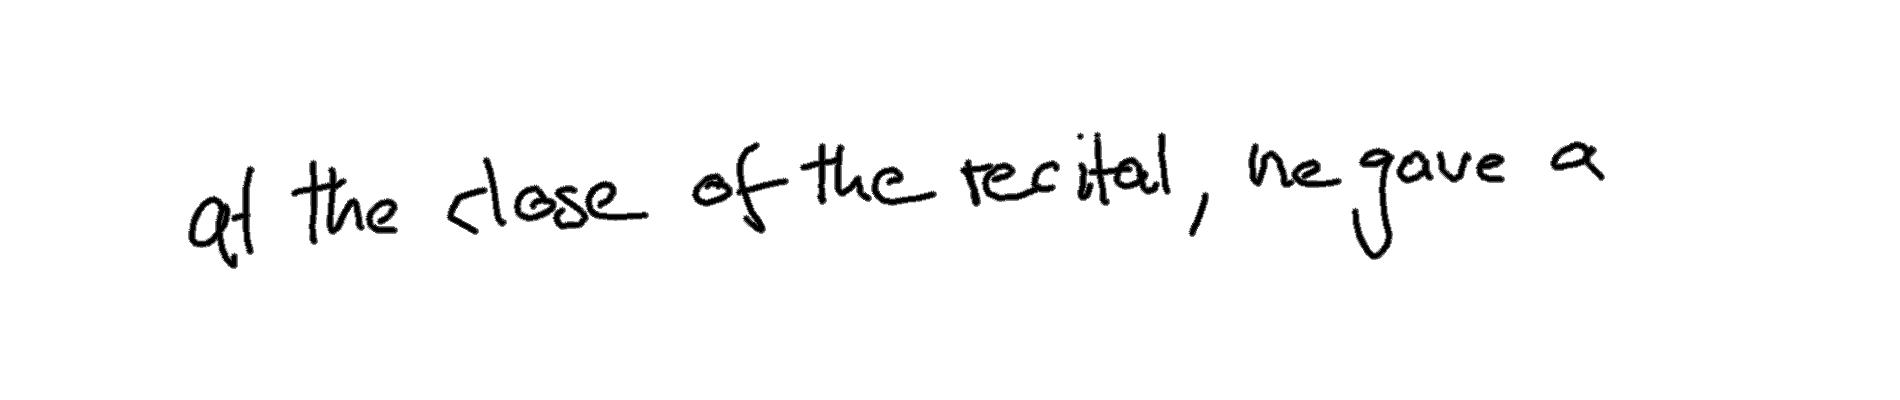 at the close of the recital, he gave a